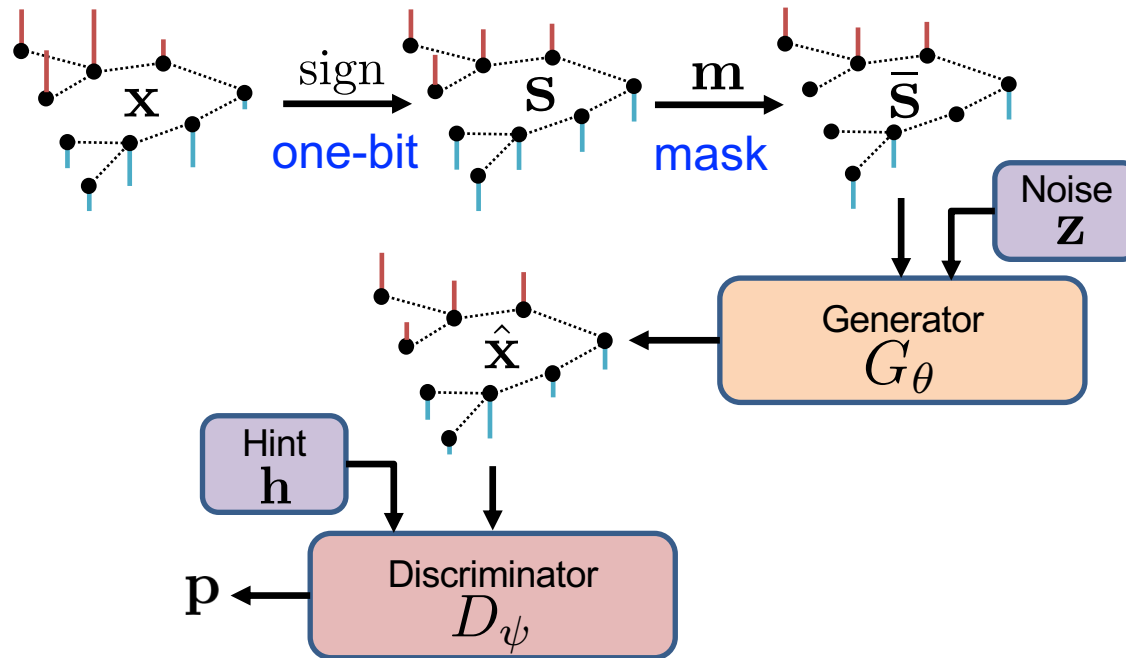 x
sign
one-bit
s
m
mask
s̄
Noise
z
Generator
G_θ
x̂
Hint
h
Discriminator
D_ψ
p